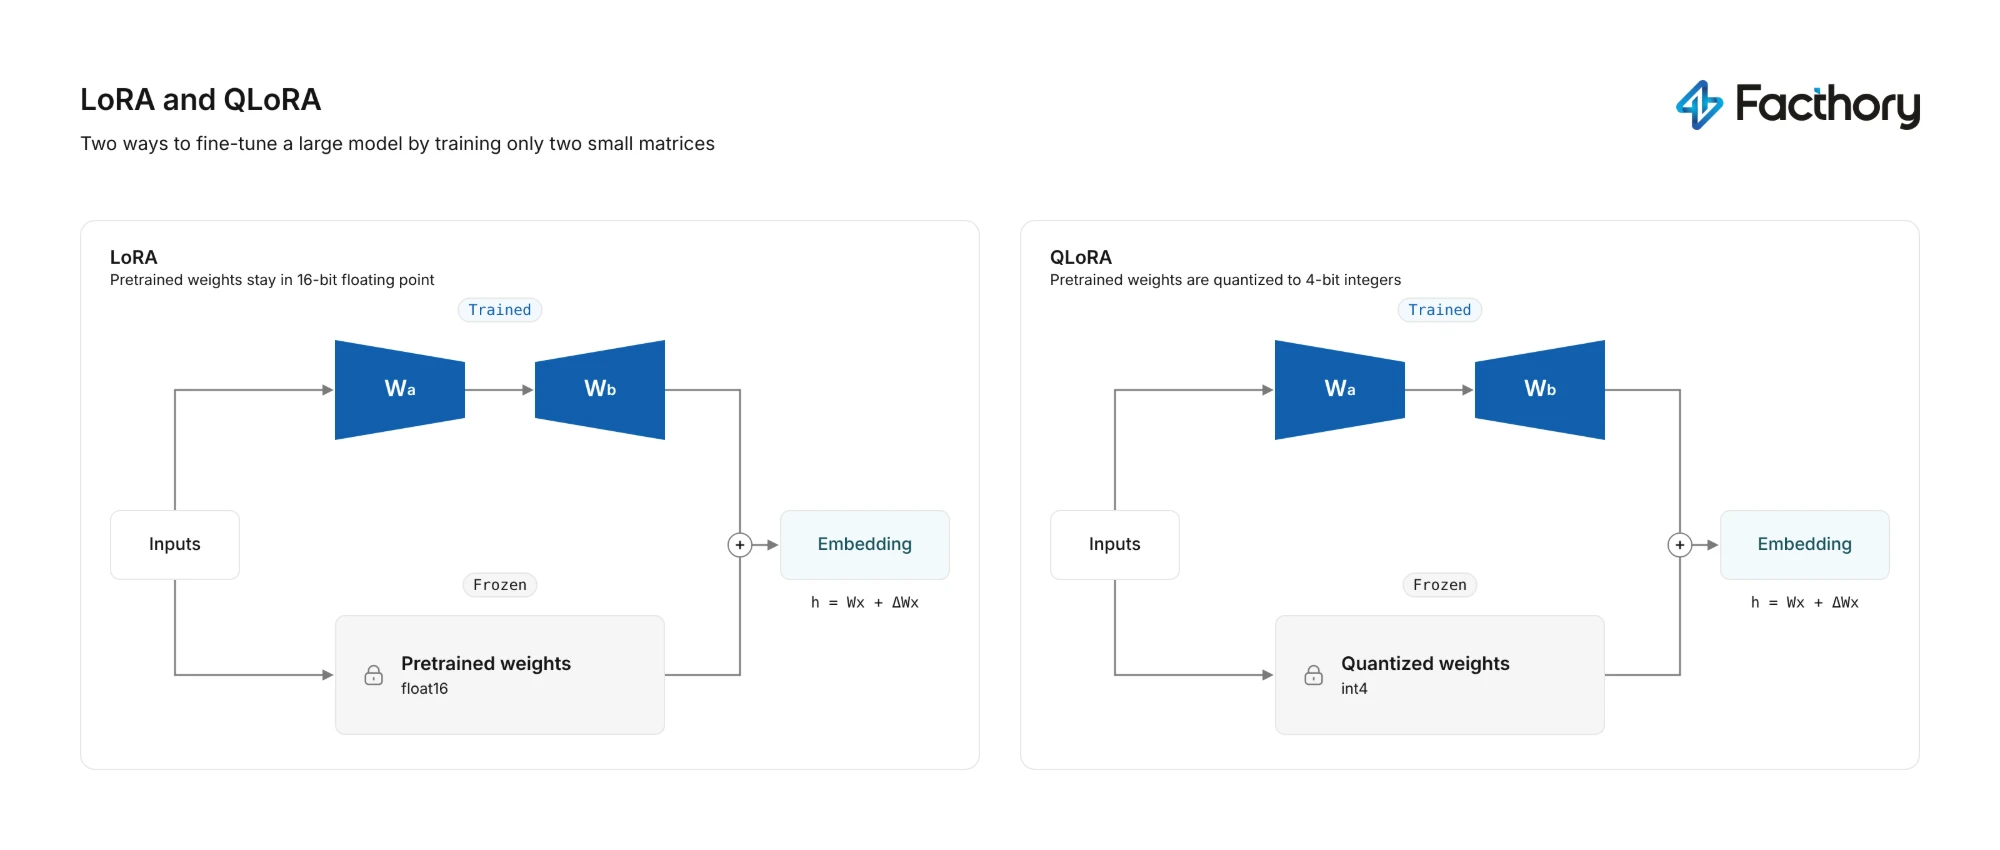 LoRA and QLoRA
Two ways to fine-tune a large model by training only two small matrices
Facthory
LoRA
Pretrained weights stay in 16-bit floating point
Trained
Wa
Wb
Inputs
+
Embedding
h = Wx + ΔWx
Frozen
Pretrained weights
float16
QLoRA
Pretrained weights are quantized to 4-bit integers
Trained
Wa
Wb
Inputs
+
Embedding
h = Wx + ΔWx
Frozen
Quantized weights
int4